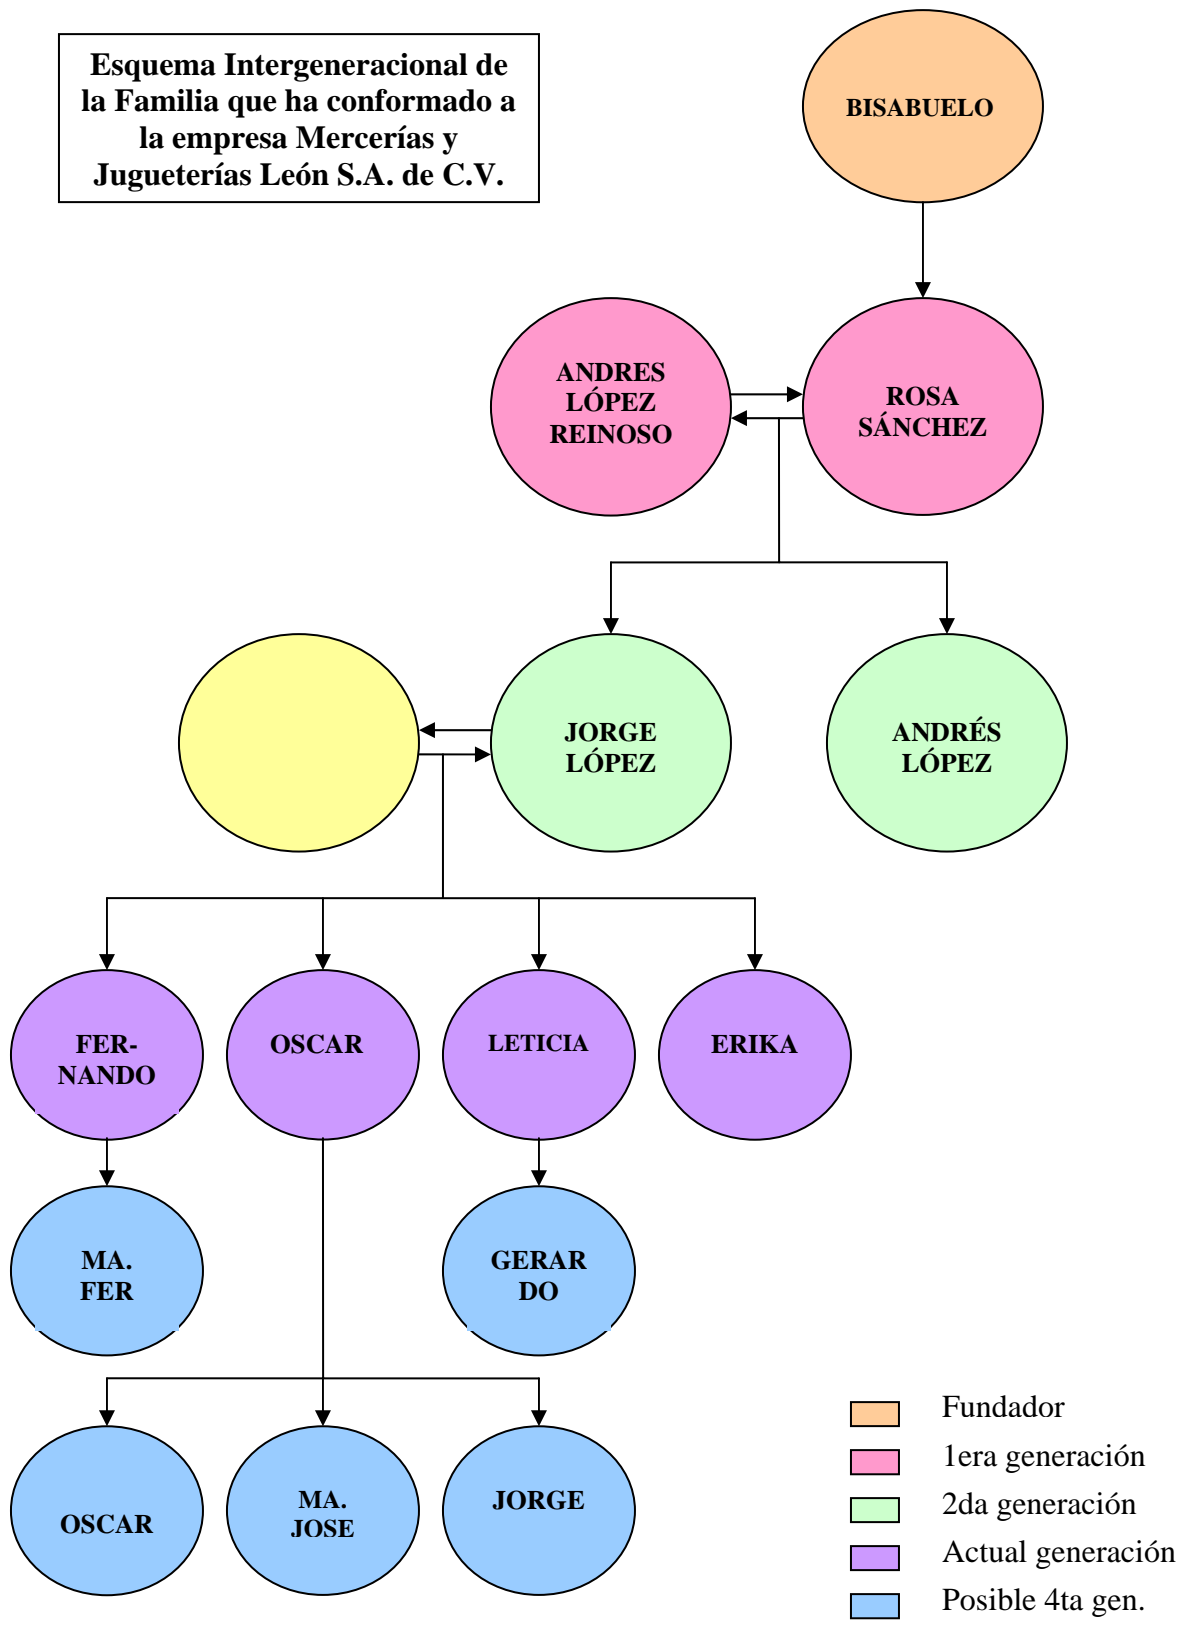 Esquema Intergeneracional de
la Familia que ha conformado a
la empresa Mercerías y
Jugueterías León S.A. de C.V.
BISABUELO
ANDRES
LÓPEZ
REINOSO
ROSA
SÁNCHEZ
JORGE
LÓPEZ
ANDRÉS
LÓPEZ
FER-
NANDO
OSCAR
LETICIA
ERIKA
MA.
FER
GERAR
DO
OSCAR
MA.
JOSE
JORGE
Fundador
1era generación
2da generación
Actual generación
Posible 4ta gen.